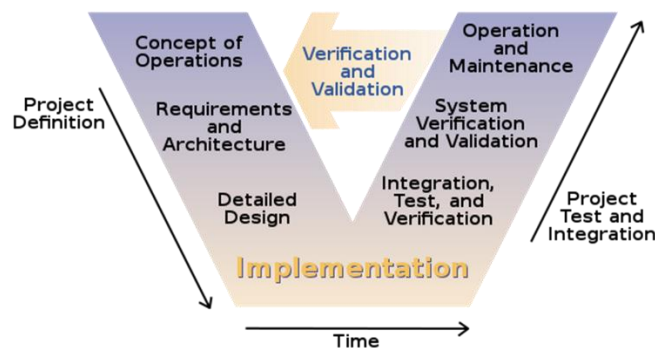 Concept of
Operations
Verification
and
Validation
Operation
and
Maintenance
Project
Definition
Requirements
and
Architecture
System
Verification
and Validation
Detailed
Design
Integration,
Test, and
Verification
Project
Test and
Integration
Implementation
Time